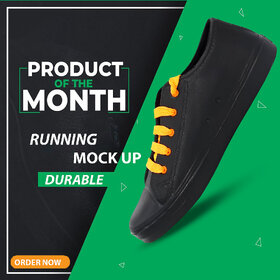 PRODUCT
OF THE
MONTH
RUNNING
MOCK UP
DURABLE
ORDER NOW